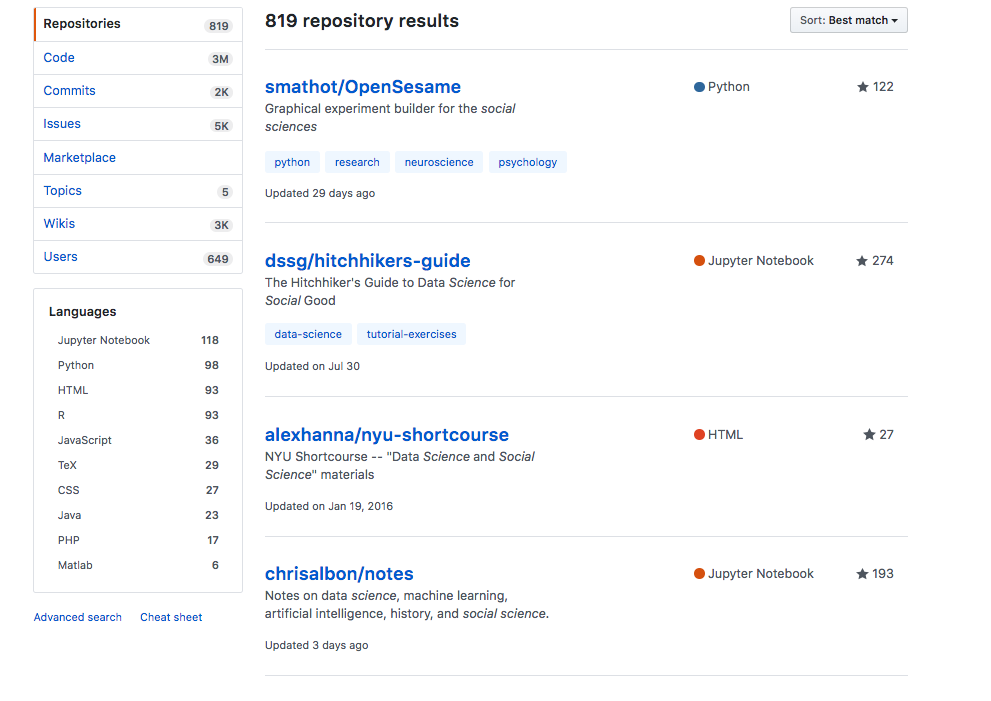 Repositories 819
Code 3M
Commits 2K
Issues 5K
Marketplace
Topics 5
Wikis 3K
Users 649
Languages
Jupyter Notebook 118
Python 98
HTML 93
R 93
JavaScript 36
TeX 29
CSS 27
Java 23
PHP 17
Matlab 6
Advanced search Cheat sheet
819 repository results
Sort: Best match
smathot/OpenSesame
Python 122
Graphical experiment builder for the social
sciences
python research neuroscience psychology
Updated 29 days ago
dssg/hitchhikers-guide
Jupyter Notebook 274
The Hitchhiker's Guide to Data Science for
Social Good
data-science tutorial-exercises
Updated on Jul 30
alexhanna/nyu-shortcourse
HTML 27
NYU Shortcourse -- "Data Science and Social
Science" materials
Updated on Jan 19, 2016
chrisalbon/notes
Jupyter Notebook 193
Notes on data science, machine learning,
artificial intelligence, history, and social science.
Updated 3 days ago